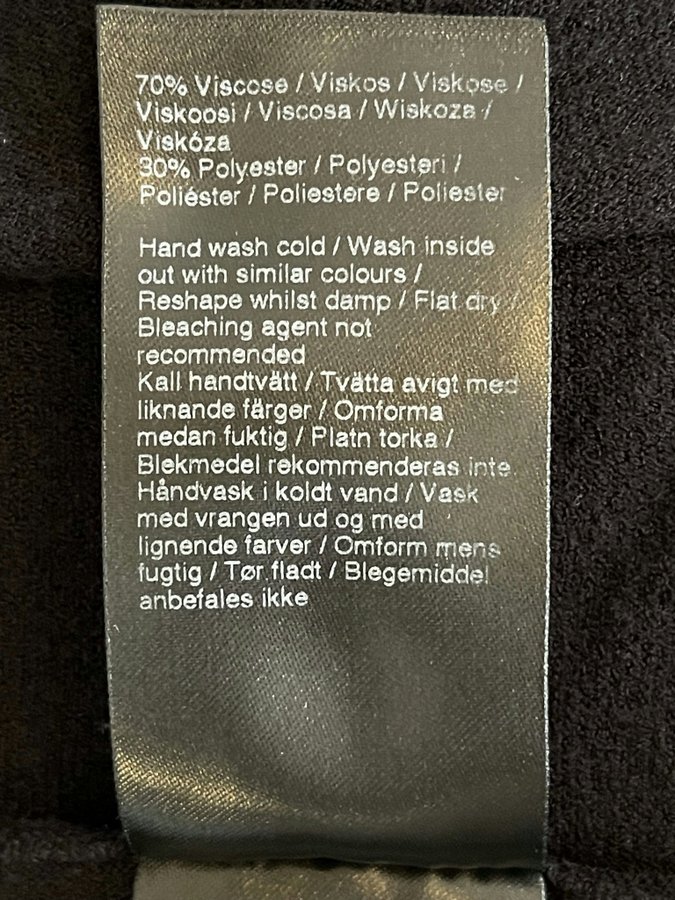 70% Viscose / Viskos / Viskose /
Viskoosi / Viscosa / Wiskoza /
Viskóza
30% Polyester / Polyesteri /
Poliéster / Poliestere / Poliester
Hand wash cold / Wash inside
out with similar colours /
Reshape whilst damp / Flat dry /
Bleaching agent not
recommended
Kall handtvätt / Tvätta avigt med
liknande färger / Omforma
medan fuktig / Platn torka /
Blekmedel rekommenderas inte.
Håndvask i koldt vand / Vask
med vrangen ud og med
lignende farver / Omform mens
fugtig / Tør fladt / Blegemiddel
anbefales ikke